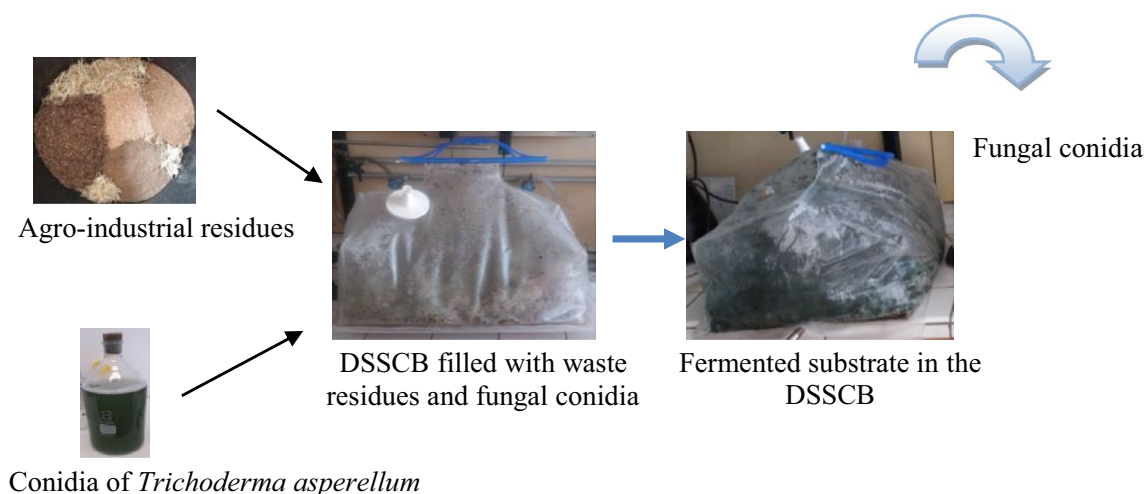 Fungal conidia
Agro-industrial residues
DSSCB filled with waste
residues and fungal conidia
Fermented substrate in the
DSSCB
Conidia of Trichoderma asperellum